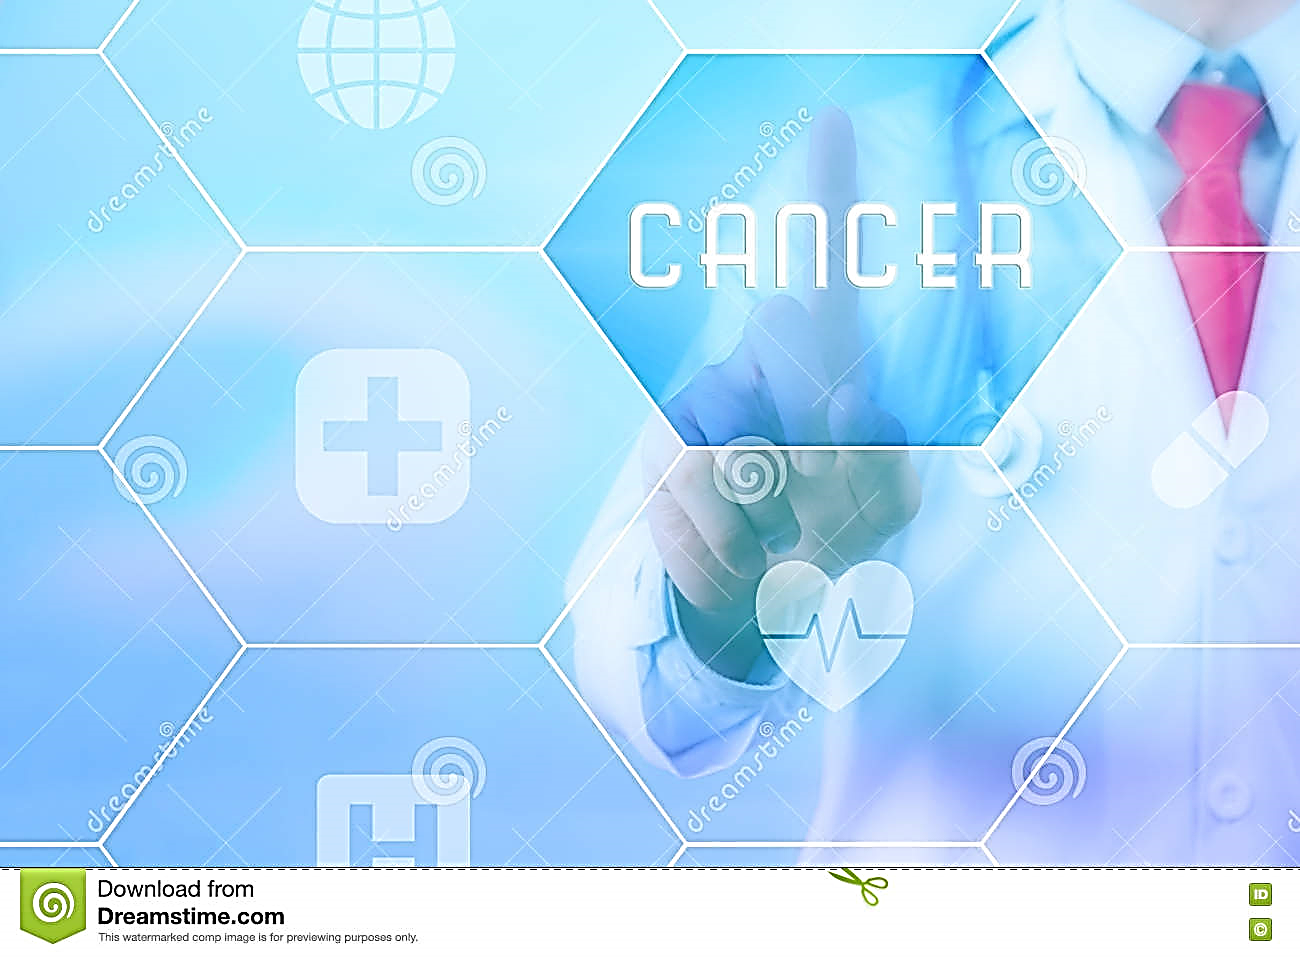 dreamstime
dreamstime
CANCER
dreamstime
dreamstime
dreamstime
dreamstime
H
Download from
Dreamstime.com
This watermarked comp image is for previewing purposes only.
ID
©